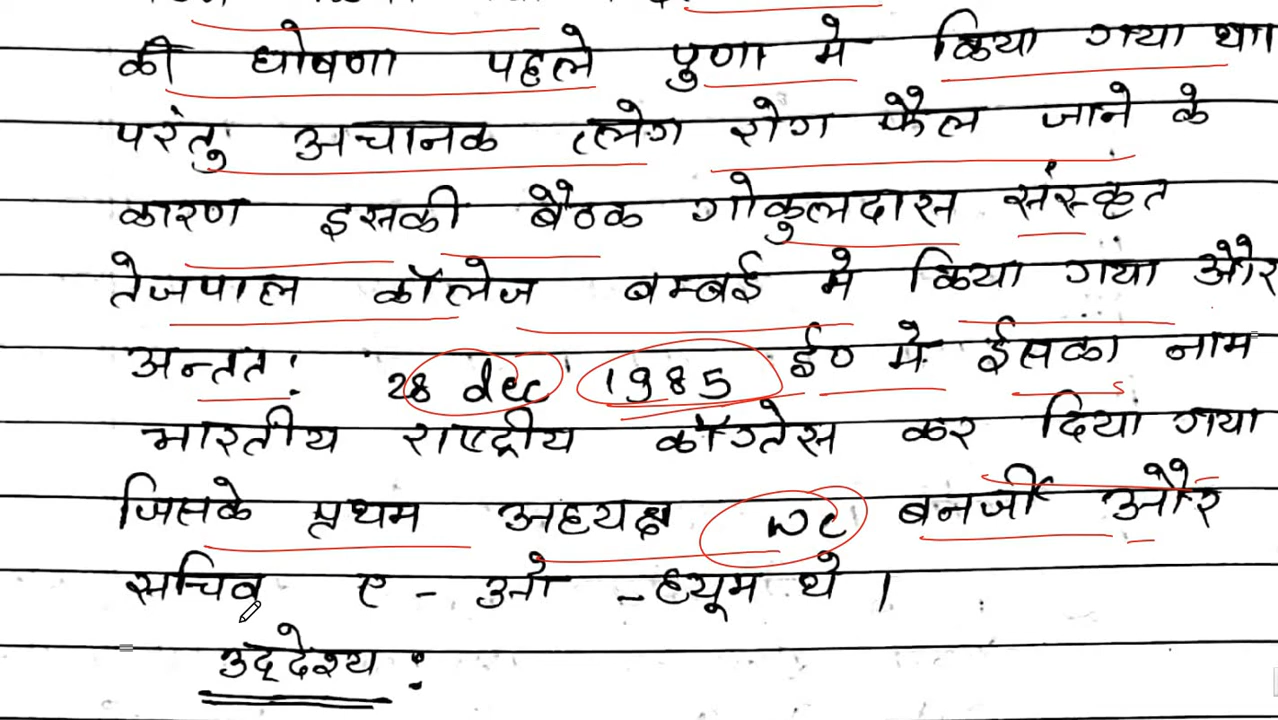 की घोषणा पहले पुणा मे किया गया था
परंतु अचानक प्लेग रोग फैल जाने के
कारण इसकी बैठक गोकुलदास संस्कृत
तेजपाल कॉलेज बम्बई मे किया गया और
अन्ततः 28 dec 1985 ई० मे ईसका नाम
भारतीय राष्ट्रीय काँग्रेस कर दिया गया
जिसके प्रथम अध्यक्ष WC बनर्जी और
सचिव ए - ओ - ह्यूम थे ।
उद्देश्य :